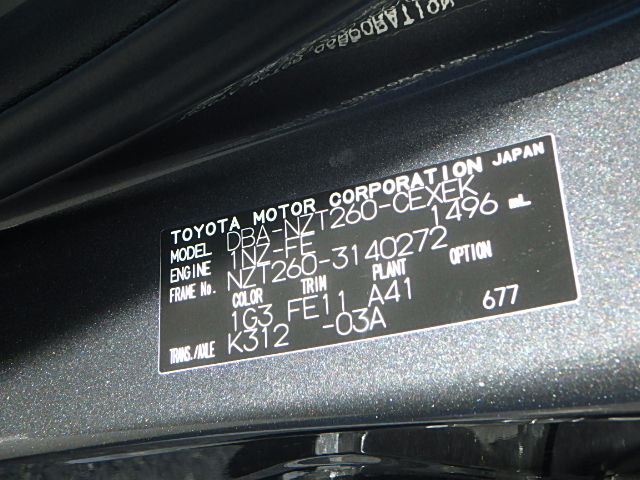 TOYOTA MOTOR CORPORATION JAPAN
MODEL DBA-NZT260-CEXEK
ENGINE 1NZ-FE 1496 mL
FRAME No. NZT260-3140272
COLOR TRIM PLANT OPTION
1G3 FE11 A41
TRANS./AXLE K312 -03A 677